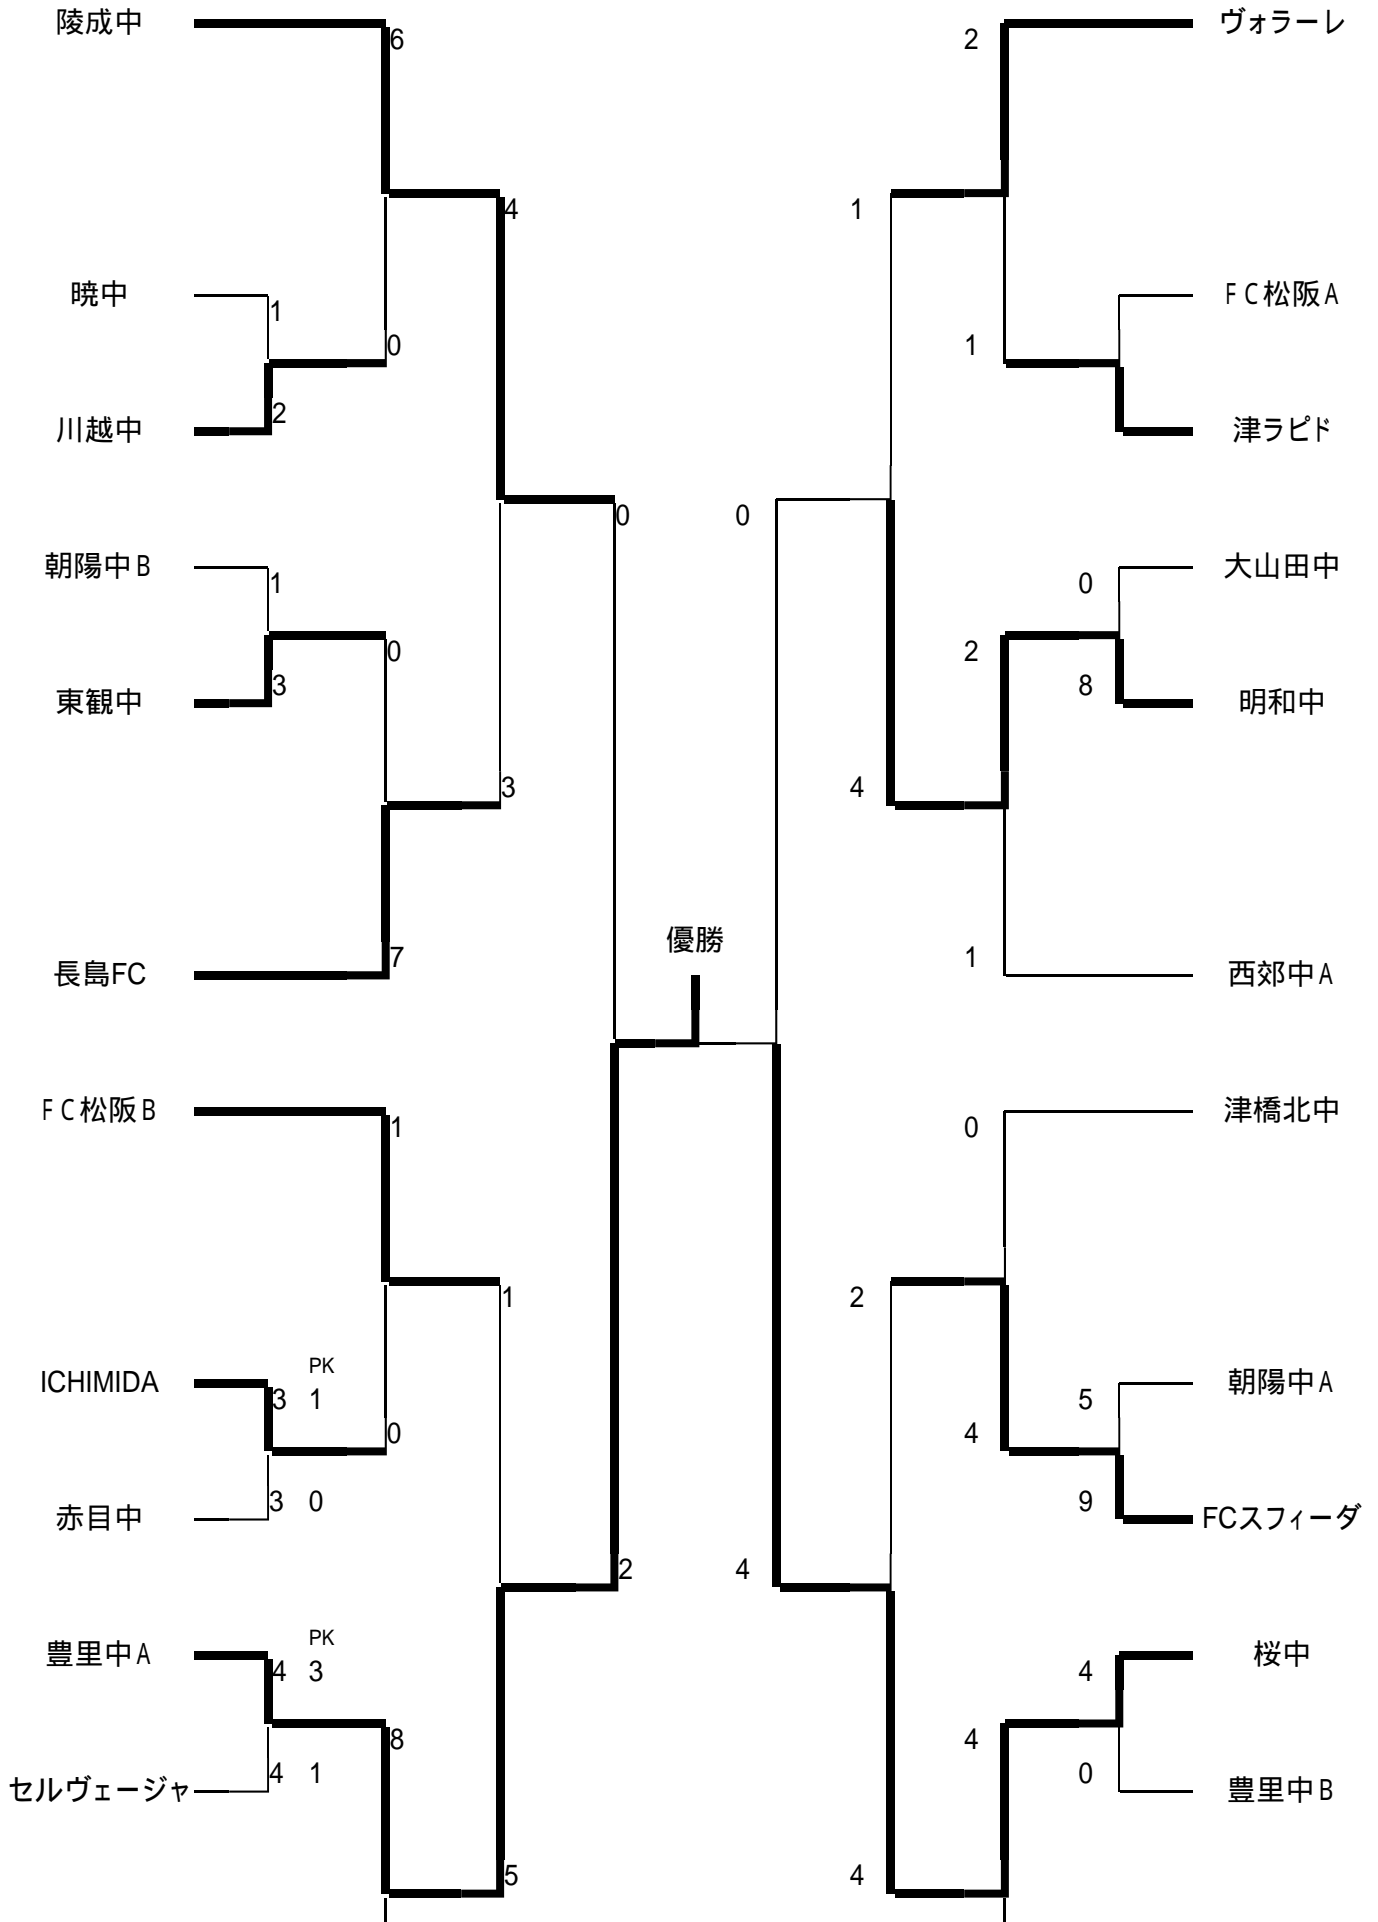 陵成中
6
2
ヴォラーレ
4
1
暁中
1
0
1
ＦＣ松阪Ａ
川越中
2
津ラピド
0
0
朝陽中Ｂ
1
0
2
0
大山田中
東観中
3
8
明和中
3
4
優勝
長島FC
7
1
西郊中Ａ
ＦＣ松阪Ｂ
1
0
津橋北中
1
2
PK
ICHIMIDA
3 1
5
朝陽中Ａ
0
4
赤目中
3 0
9
FCスフィーダ
2
4
PK
豊里中Ａ
4 3
4
桜中
8
4
セルヴェージャ
4 1
0
豊里中Ｂ
5
4